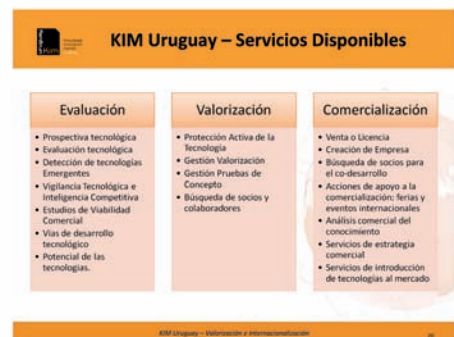 Kim
KIM Uruguay – Servicios Disponibles
Evaluación
• Prospectiva tecnológica
• Evaluación tecnológica
• Detección de tecnologías
Emergentes
• Vigilancia Tecnológica e
Inteligencia Competitiva
• Estudios de Viabilidad
Comercial
• Vías de desarrollo
tecnológico
• Potencial de las
tecnologías.
Valorización
• Protección Activa de la
Tecnología
• Gestión Valorización
• Gestión Pruebas de
Concepto
• Búsqueda de socios y
colaboradores
Comercialización
• Venta o Licencia
• Creación de Empresa
• Búsqueda de socios para
el co-desarrollo
• Acciones de apoyo a la
comercialización; ferias y
eventos internacionales
• Análisis comercial del
conocimiento
• Servicios de estrategia
comercial
• Servicios de introducción
de tecnologías al mercado
KIM Uruguay – Valorización e Internacionalización